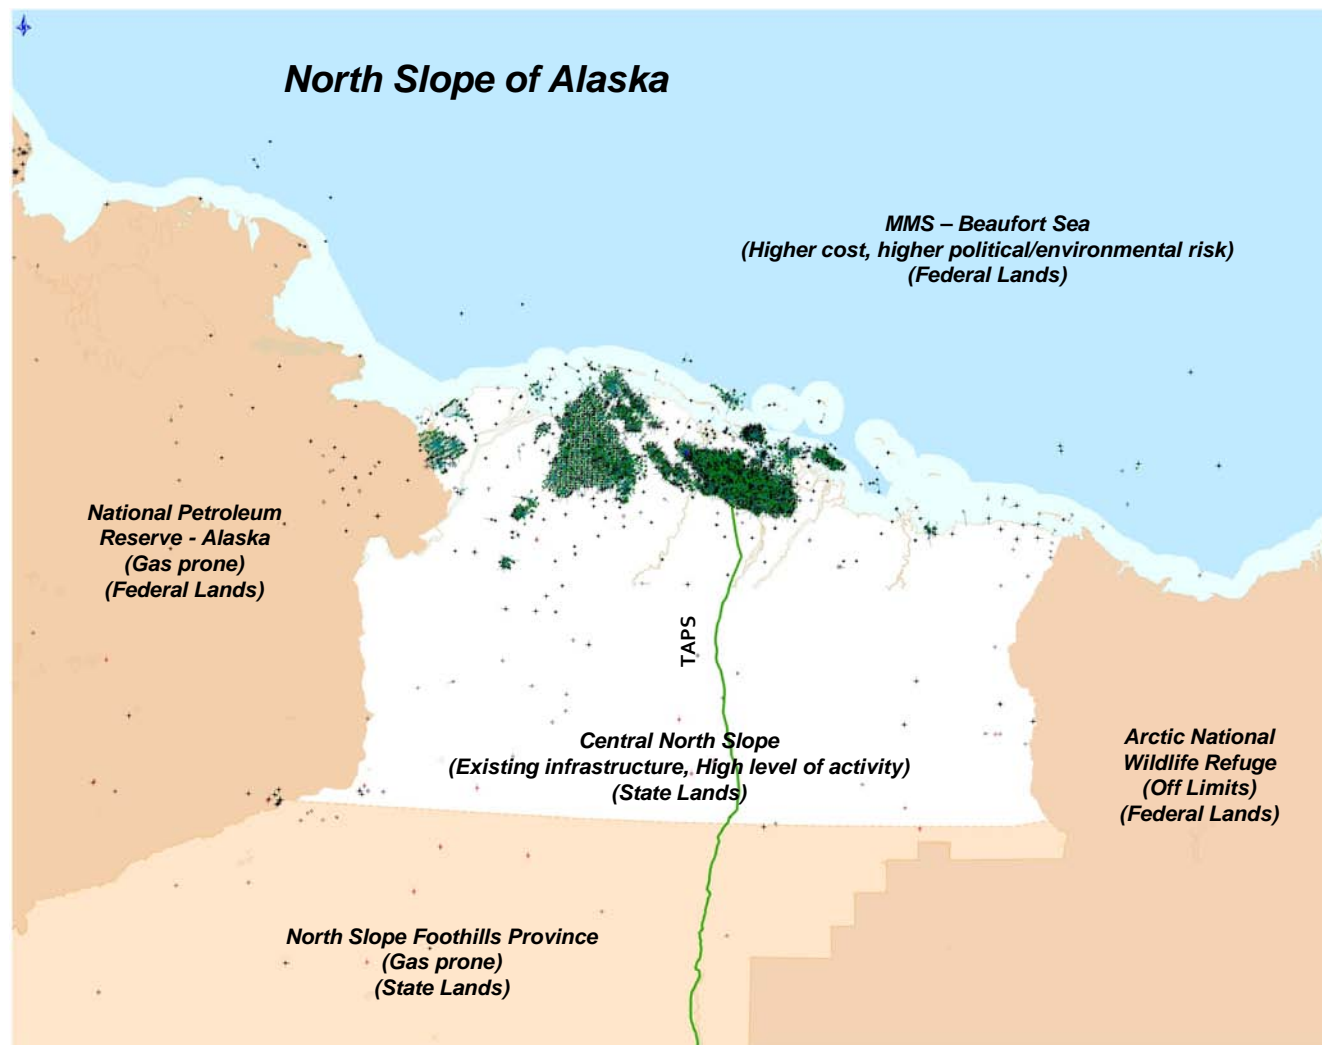 North Slope of Alaska
MMS – Beaufort Sea
(Higher cost, higher political/environmental risk)
(Federal Lands)
National Petroleum
Reserve - Alaska
(Gas prone)
(Federal Lands)
TAPS
Central North Slope
(Existing infrastructure, High level of activity)
(State Lands)
Arctic National
Wildlife Refuge
(Off Limits)
(Federal Lands)
North Slope Foothills Province
(Gas prone)
(State Lands)